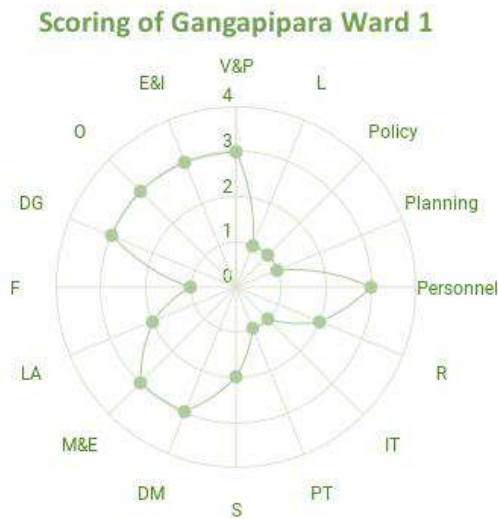 Scoring of Gangapipara Ward 1
V&P
E&I
L
4
O
Policy
3
DG
2
Planning
1
F
0
Personnel
LA
R
M&E
IT
DM
PT
S